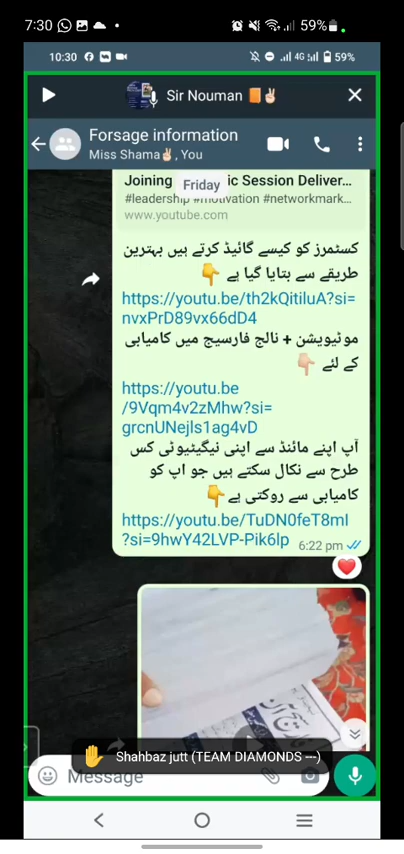 7:30
59%
10:30
4G
59%
Sir Nouman 📙✌🏻
Forsage information
Miss Shama✌🏻, You
Friday
Joining
ic Session Deliver...
#leadership #motivation #networkmark...
www.youtube.com
کسٹمرز کو کیسے گائیڈ کرتے ہیں بہترین
طریقے سے بتایا گیا ہے 👇
https://youtu.be/th2kQitiluA?si=
nvxPrD89vx66dD4
موٹیویشن + نالج فارسیج میں کامیابی
کے لئے 👇🏻
https://youtu.be
/9Vqm4v2zMhw?si=
grcnUNejls1ag4vD
آپ اپنے مائنڈ سے اپنی نیگیٹیوٹی کس
طرح سے نکال سکتے ہیں جو اپ کو
کامیابی سے روکتی ہے 👇
https://youtu.be/TuDN0feT8mI
?si=9hwY42LVP-Pik6lp
6:22 pm
Shahbaz jutt (TEAM DIAMONDS ---)
Message